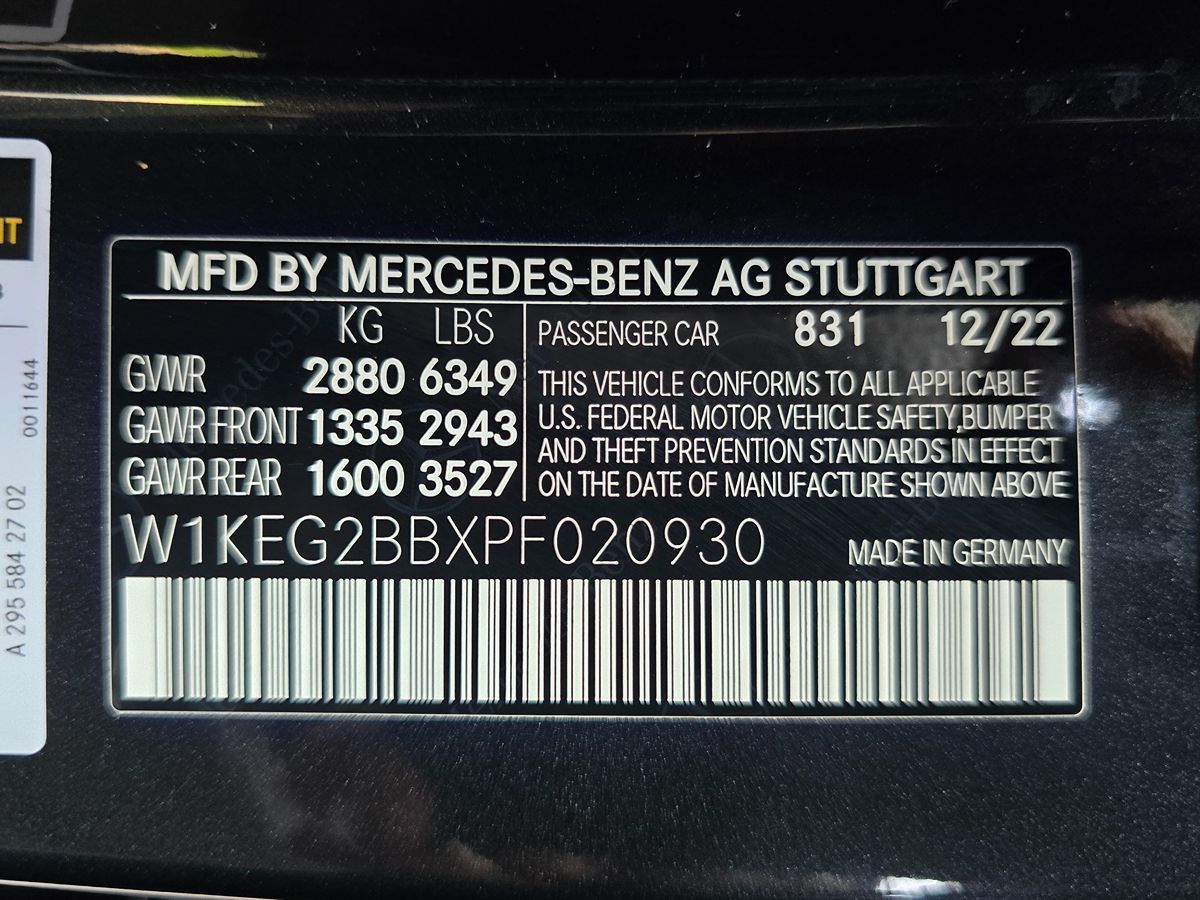 MFD BY MERCEDES-BENZ AG STUTTGART
KG LBS
GVWR 2880 6349
GAWR FRONT 1335 2943
GAWR REAR 1600 3527
PASSENGER CAR 831 12/22
THIS VEHICLE CONFORMS TO ALL APPLICABLE
U.S. FEDERAL MOTOR VEHICLE SAFETY,BUMPER
AND THEFT PREVENTION STANDARDS IN EFFECT
ON THE DATE OF MANUFACTURE SHOWN ABOVE
W1KEG2BBXPF020930
MADE IN GERMANY
A 295 584 27 02
0011644